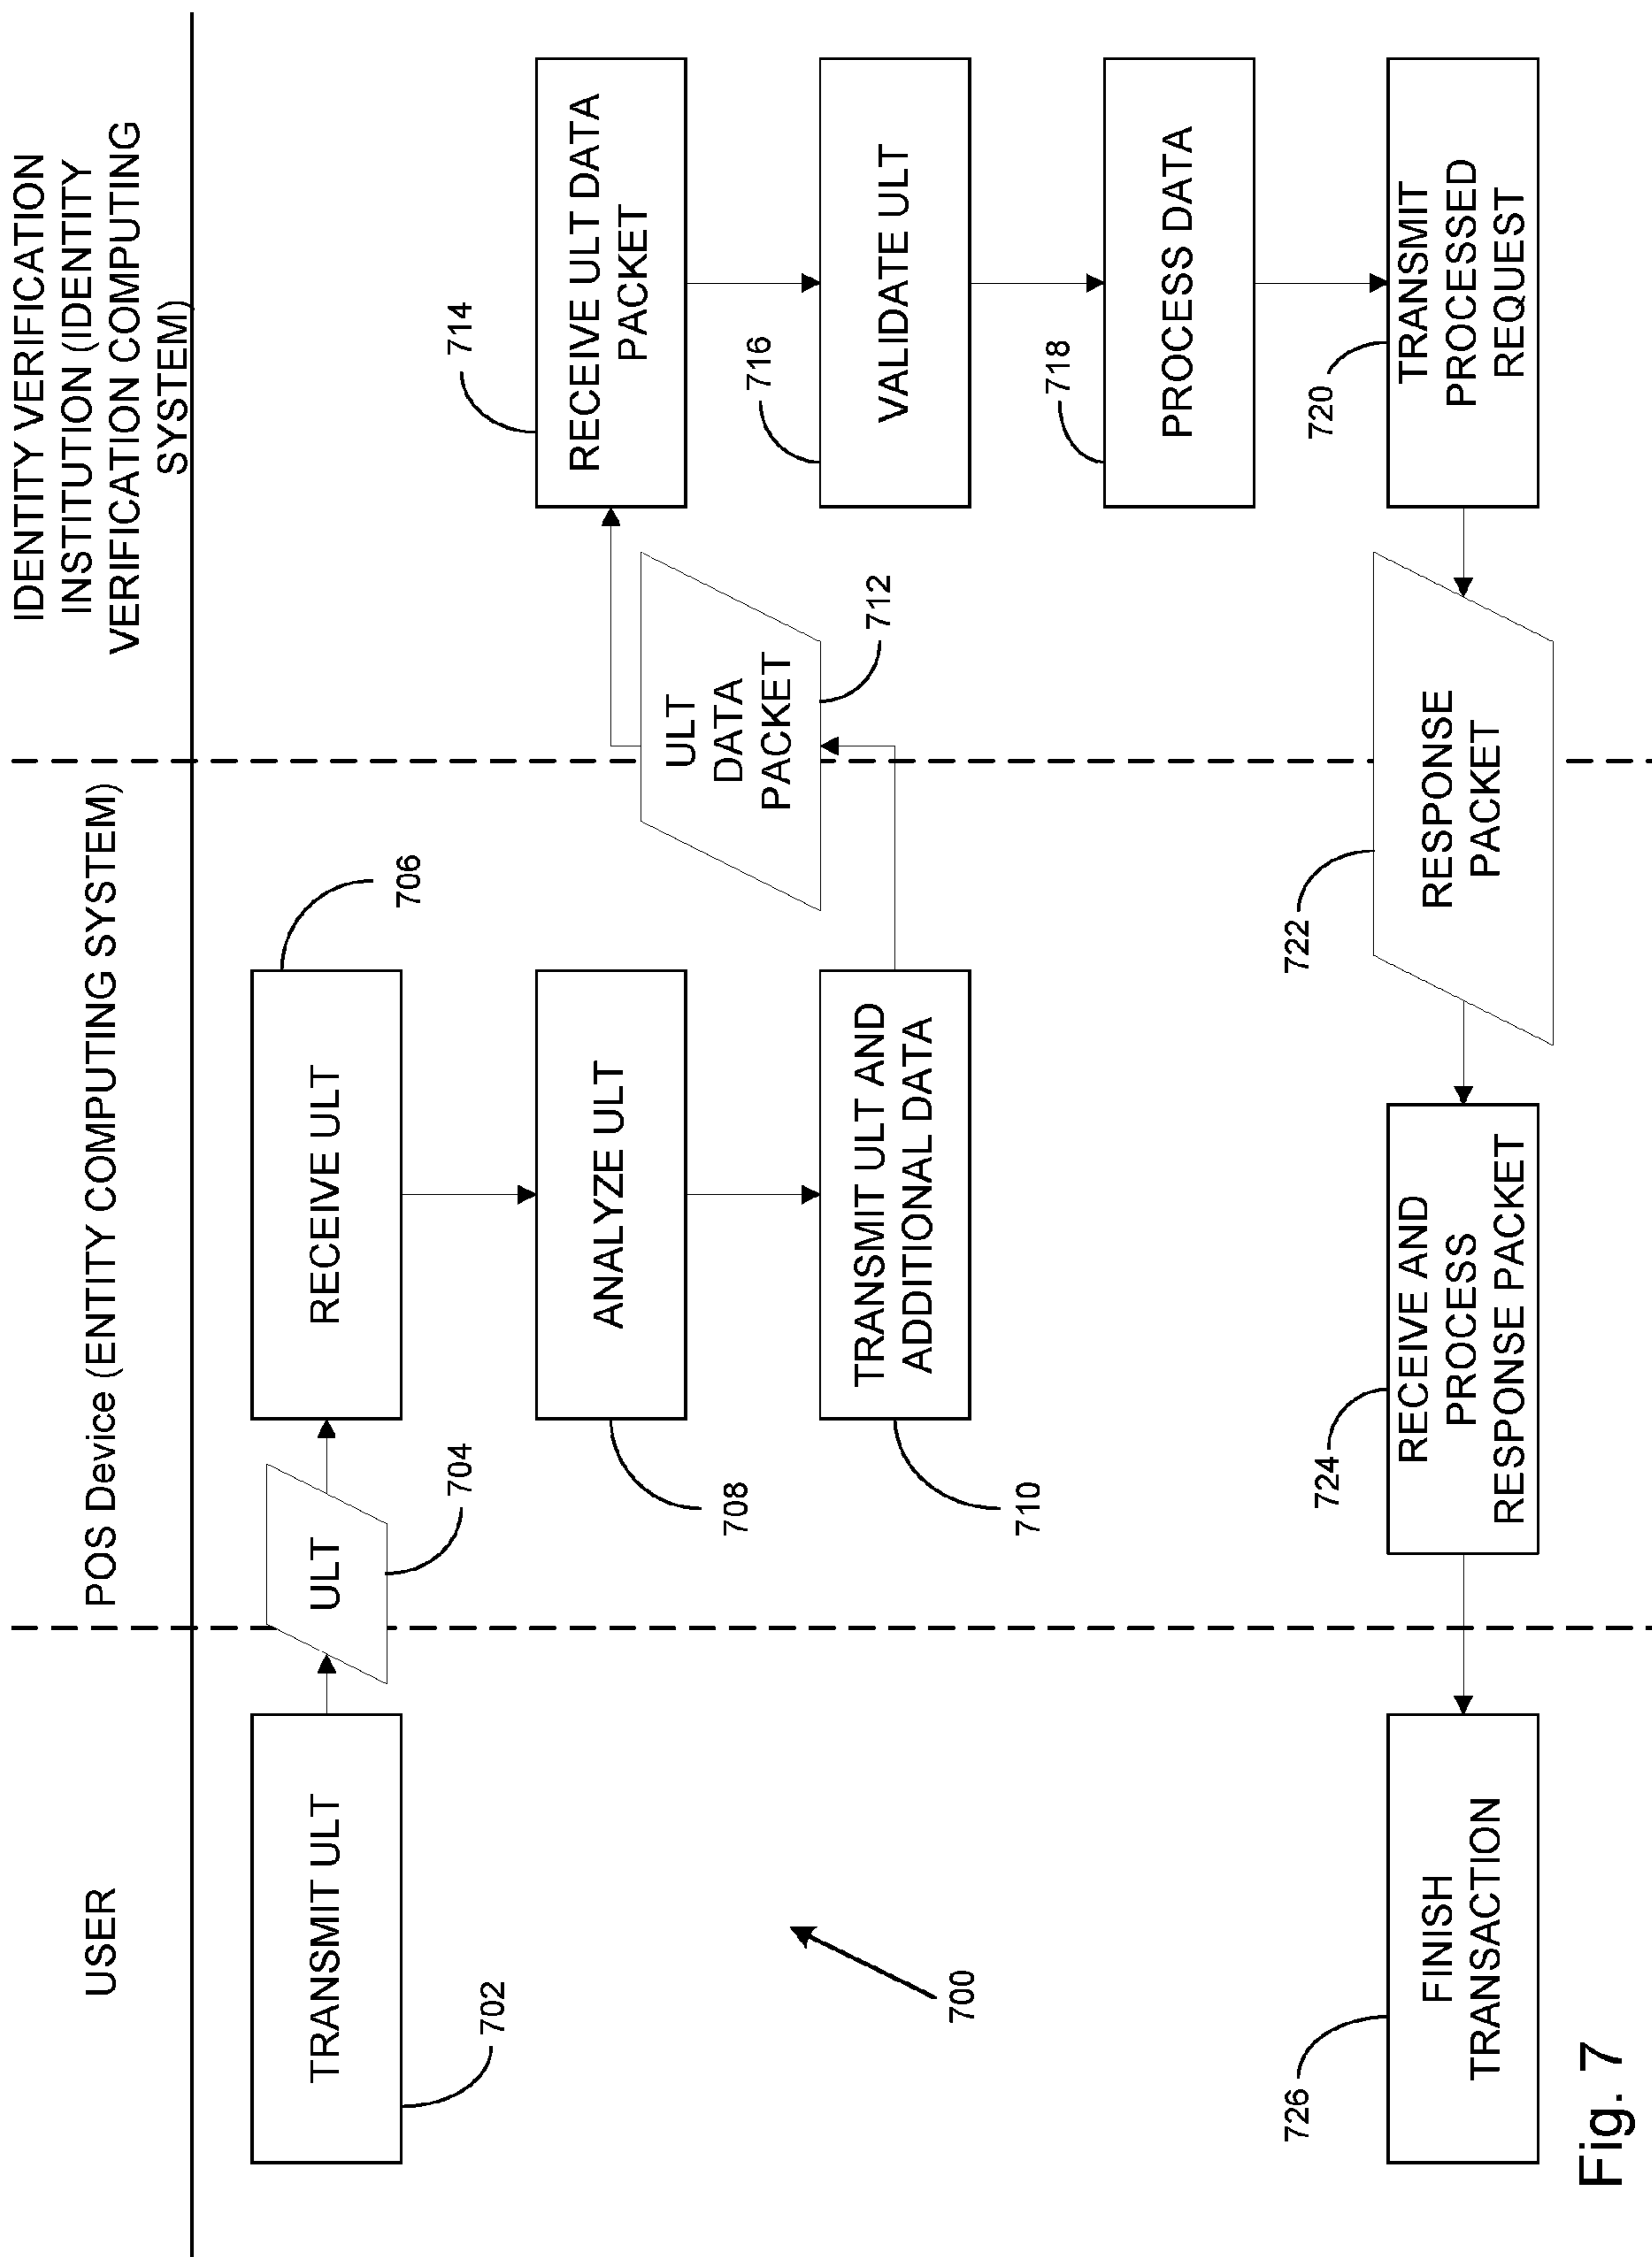 USER
POS Device (ENTITY COMPUTING SYSTEM)
IDENTITY VERIFICATION
INSTITUTION (IDENTITY
VERIFICATION COMPUTING
SYSTEM)
TRANSMIT ULT
702
ULT
704
RECEIVE ULT
706
ANALYZE ULT
708
TRANSMIT ULT AND
ADDITIONAL DATA
710
ULT
DATA
PACKET
712
RECEIVE ULT DATA
PACKET
714
VALIDATE ULT
716
PROCESS DATA
718
TRANSMIT
PROCESSED
REQUEST
720
RESPONSE
PACKET
722
RECEIVE AND
PROCESS
RESPONSE PACKET
724
FINISH
TRANSACTION
726
700
Fig. 7